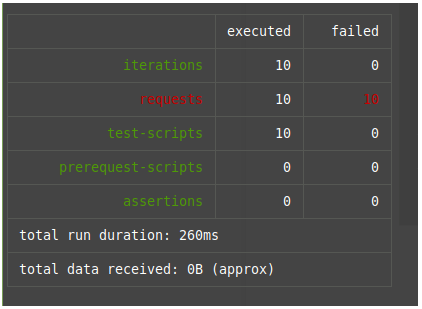 executed failed
iterations 10 0
requests 10 10
test-scripts 10 0
prerequest-scripts 0 0
assertions 0 0
total run duration: 260ms
total data received: 0B (approx)